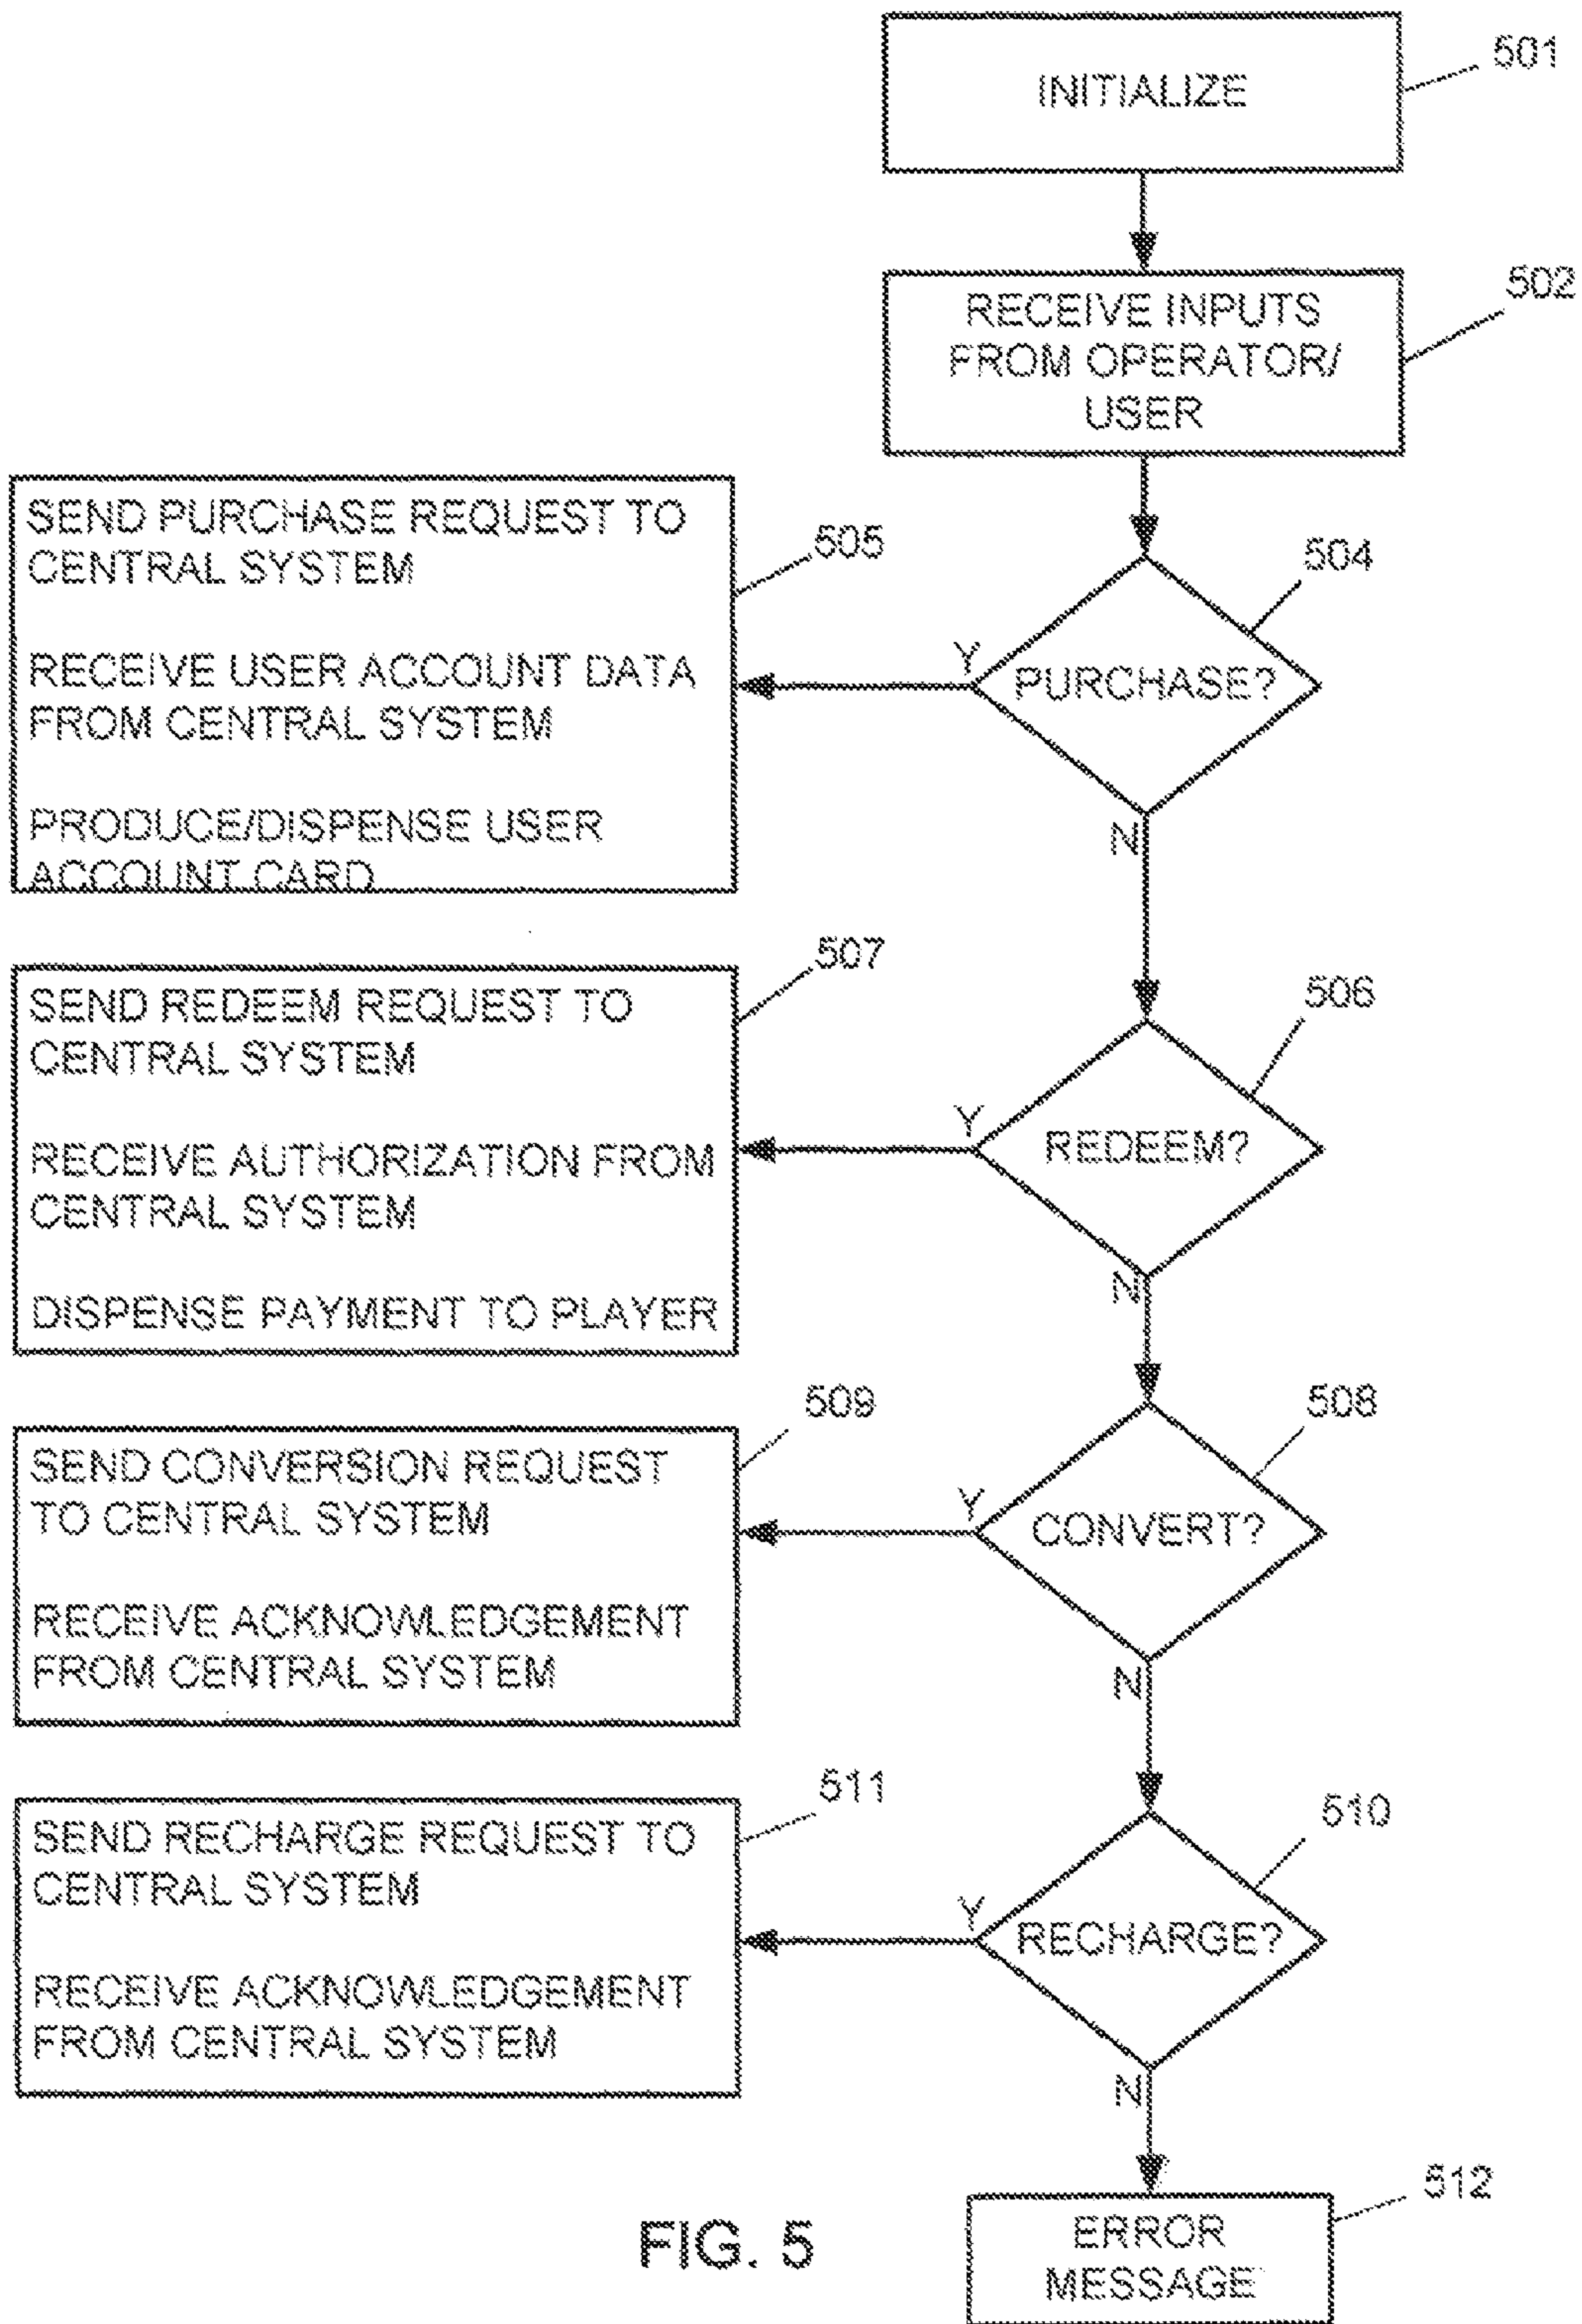 INITIALIZE
501
RECEIVE INPUTS
FROM OPERATOR/
USER
502
SEND PURCHASE REQUEST TO
CENTRAL SYSTEM
RECEIVE USER ACCOUNT DATA
FROM CENTRAL SYSTEM
PRODUCE/DISPENSE USER
ACCOUNT CARD
505
Y
PURCHASE?
504
N
SEND REDEEM REQUEST TO
CENTRAL SYSTEM
RECEIVE AUTHORIZATION FROM
CENTRAL SYSTEM
DISPENSE PAYMENT TO PLAYER
507
Y
REDEEM?
506
N
SEND CONVERSION REQUEST
TO CENTRAL SYSTEM
RECEIVE ACKNOWLEDGEMENT
FROM CENTRAL SYSTEM
509
Y
CONVERT?
508
N
SEND RECHARGE REQUEST TO
CENTRAL SYSTEM
RECEIVE ACKNOWLEDGEMENT
FROM CENTRAL SYSTEM
511
Y
RECHARGE?
510
N
ERROR
MESSAGE
512
FIG. 5